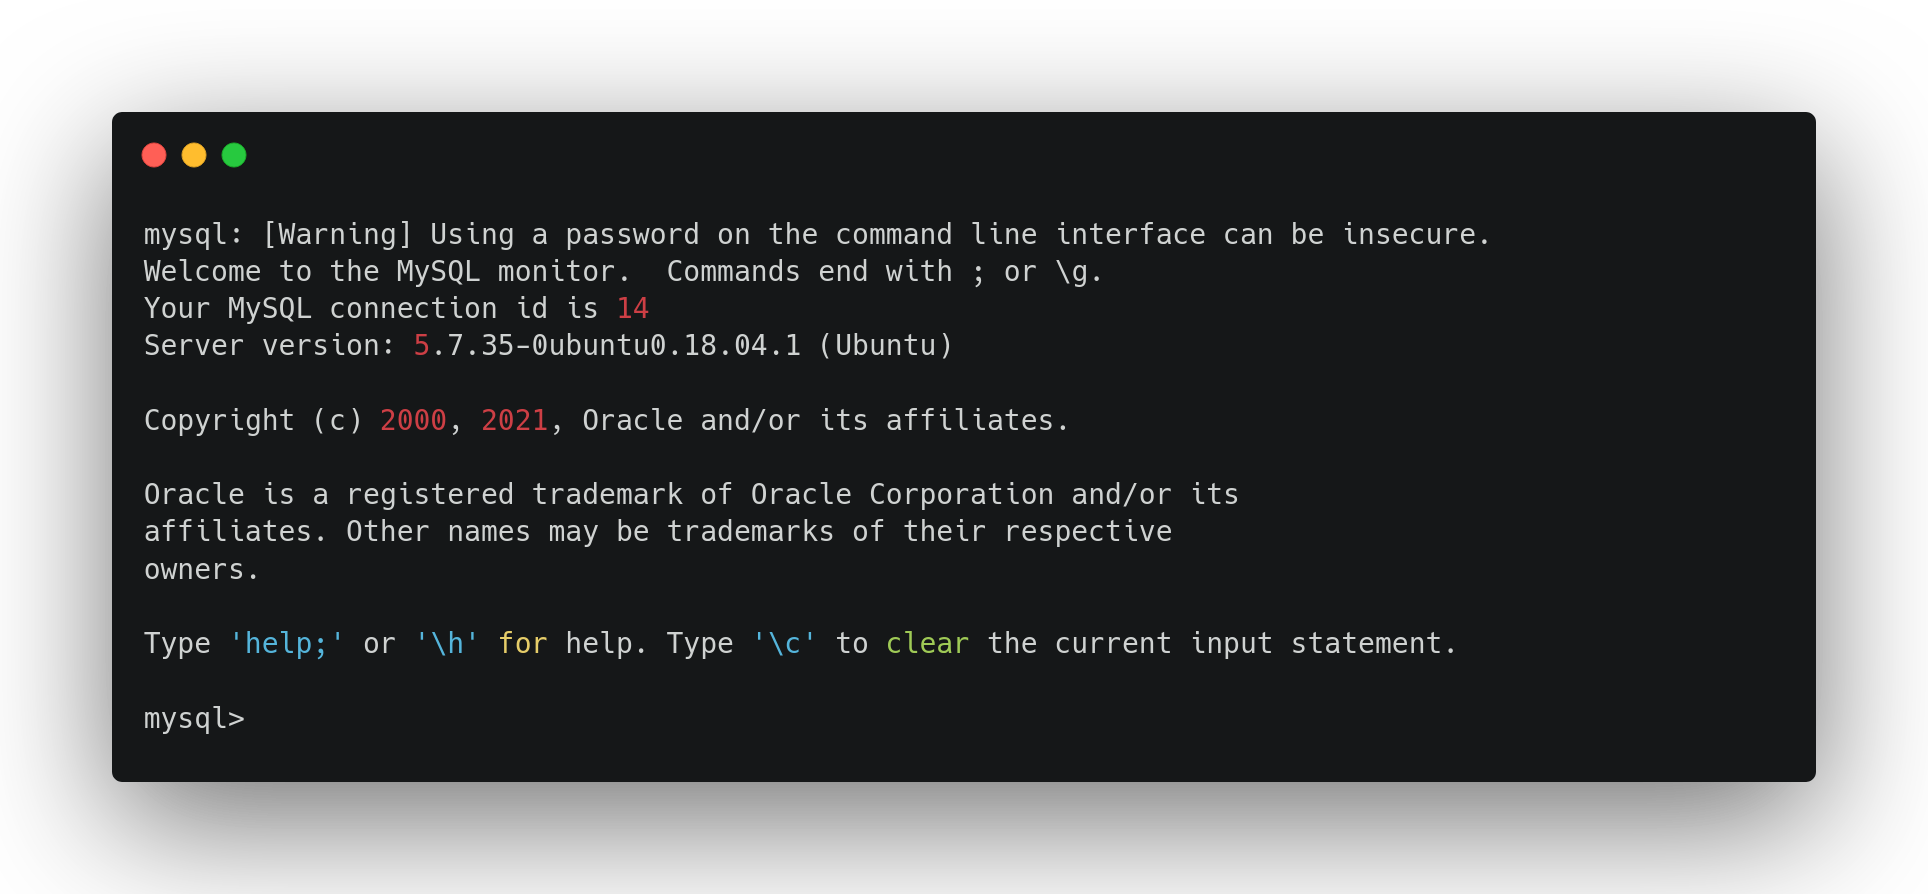 mysql: [Warning] Using a password on the command line interface can be insecure.
Welcome to the MySQL monitor.  Commands end with ; or \g.
Your MySQL connection id is 14
Server version: 5.7.35-0ubuntu0.18.04.1 (Ubuntu)
Copyright (c) 2000, 2021, Oracle and/or its affiliates.
Oracle is a registered trademark of Oracle Corporation and/or its
affiliates. Other names may be trademarks of their respective
owners.
Type 'help;' or '\h' for help. Type '\c' to clear the current input statement.
mysql>